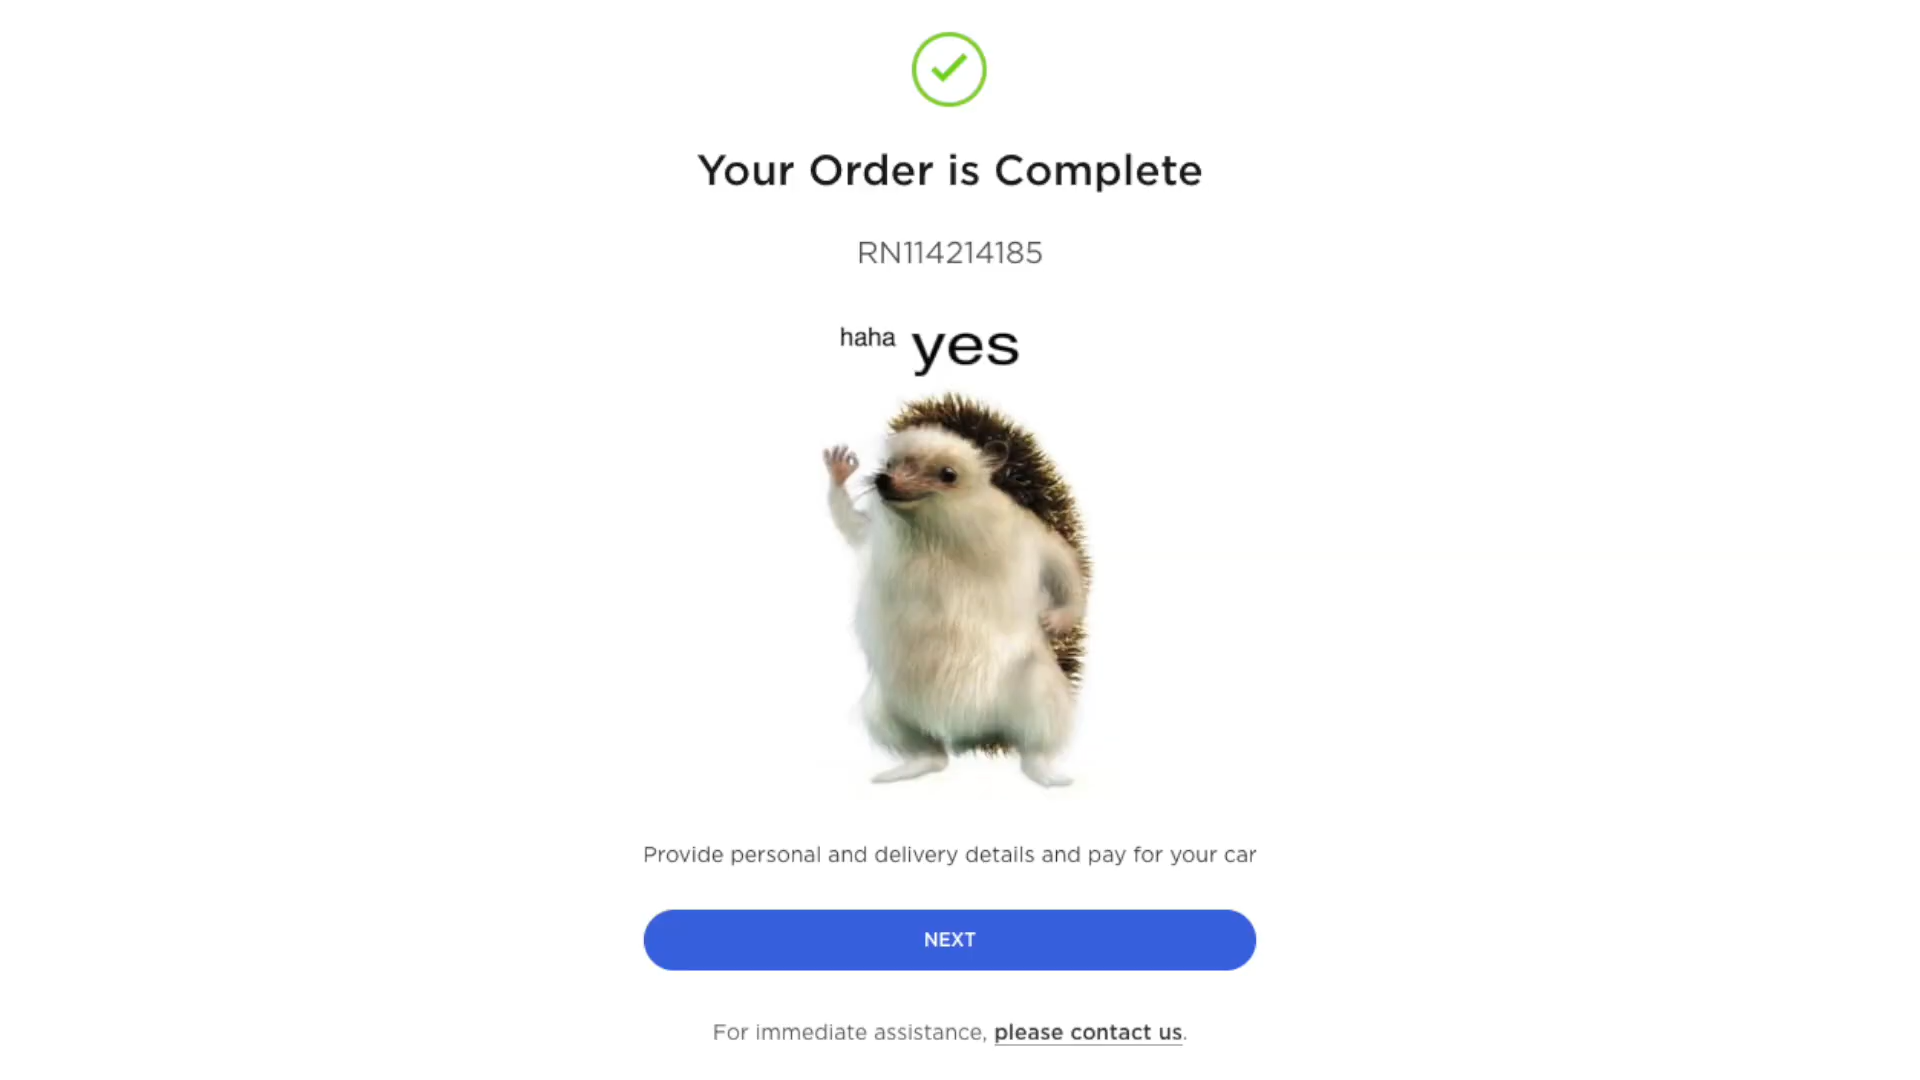 Your Order is Complete
RN114214185
haha yes
Provide personal and delivery details and pay for your car
NEXT
For immediate assistance, please contact us.